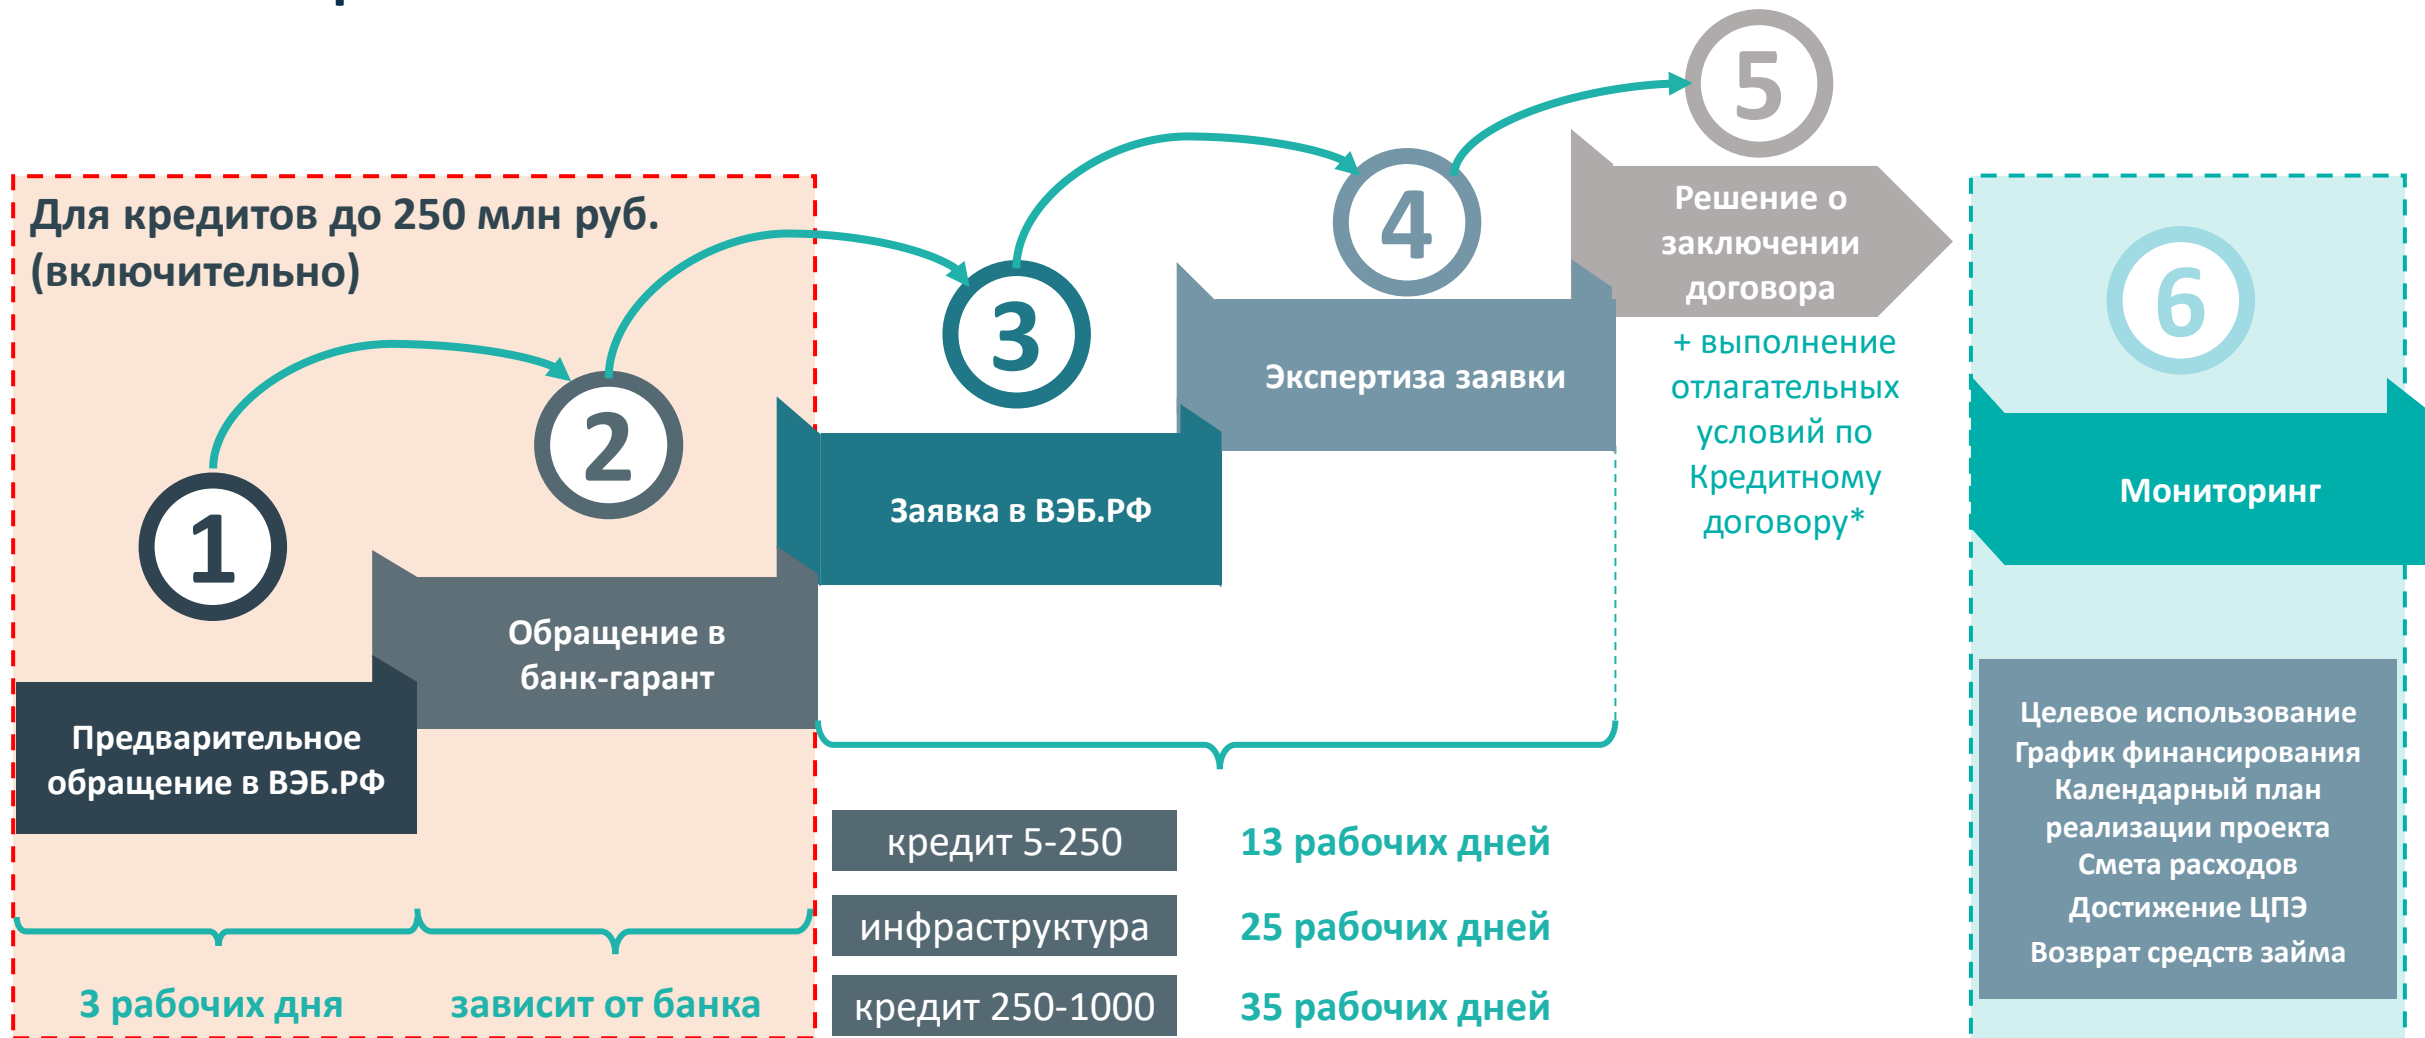 Для кредитов до 250 млн руб.
(включительно)
1
Предварительное
обращение в ВЭБ.РФ
3 рабочих дня
2
Обращение в
банк-гарант
зависит от банка
3
Заявка в ВЭБ.РФ
4
Экспертиза заявки
кредит 5-250
13 рабочих дней
инфраструктура
25 рабочих дней
кредит 250-1000
35 рабочих дней
5
Решение о
заключении
договора
+ выполнение
отлагательных
условий по
Кредитному
договору*
6
Мониторинг
Целевое использование
График финансирования
Календарный план
реализации проекта
Смета расходов
Достижение ЦПЭ
Возврат средств займа